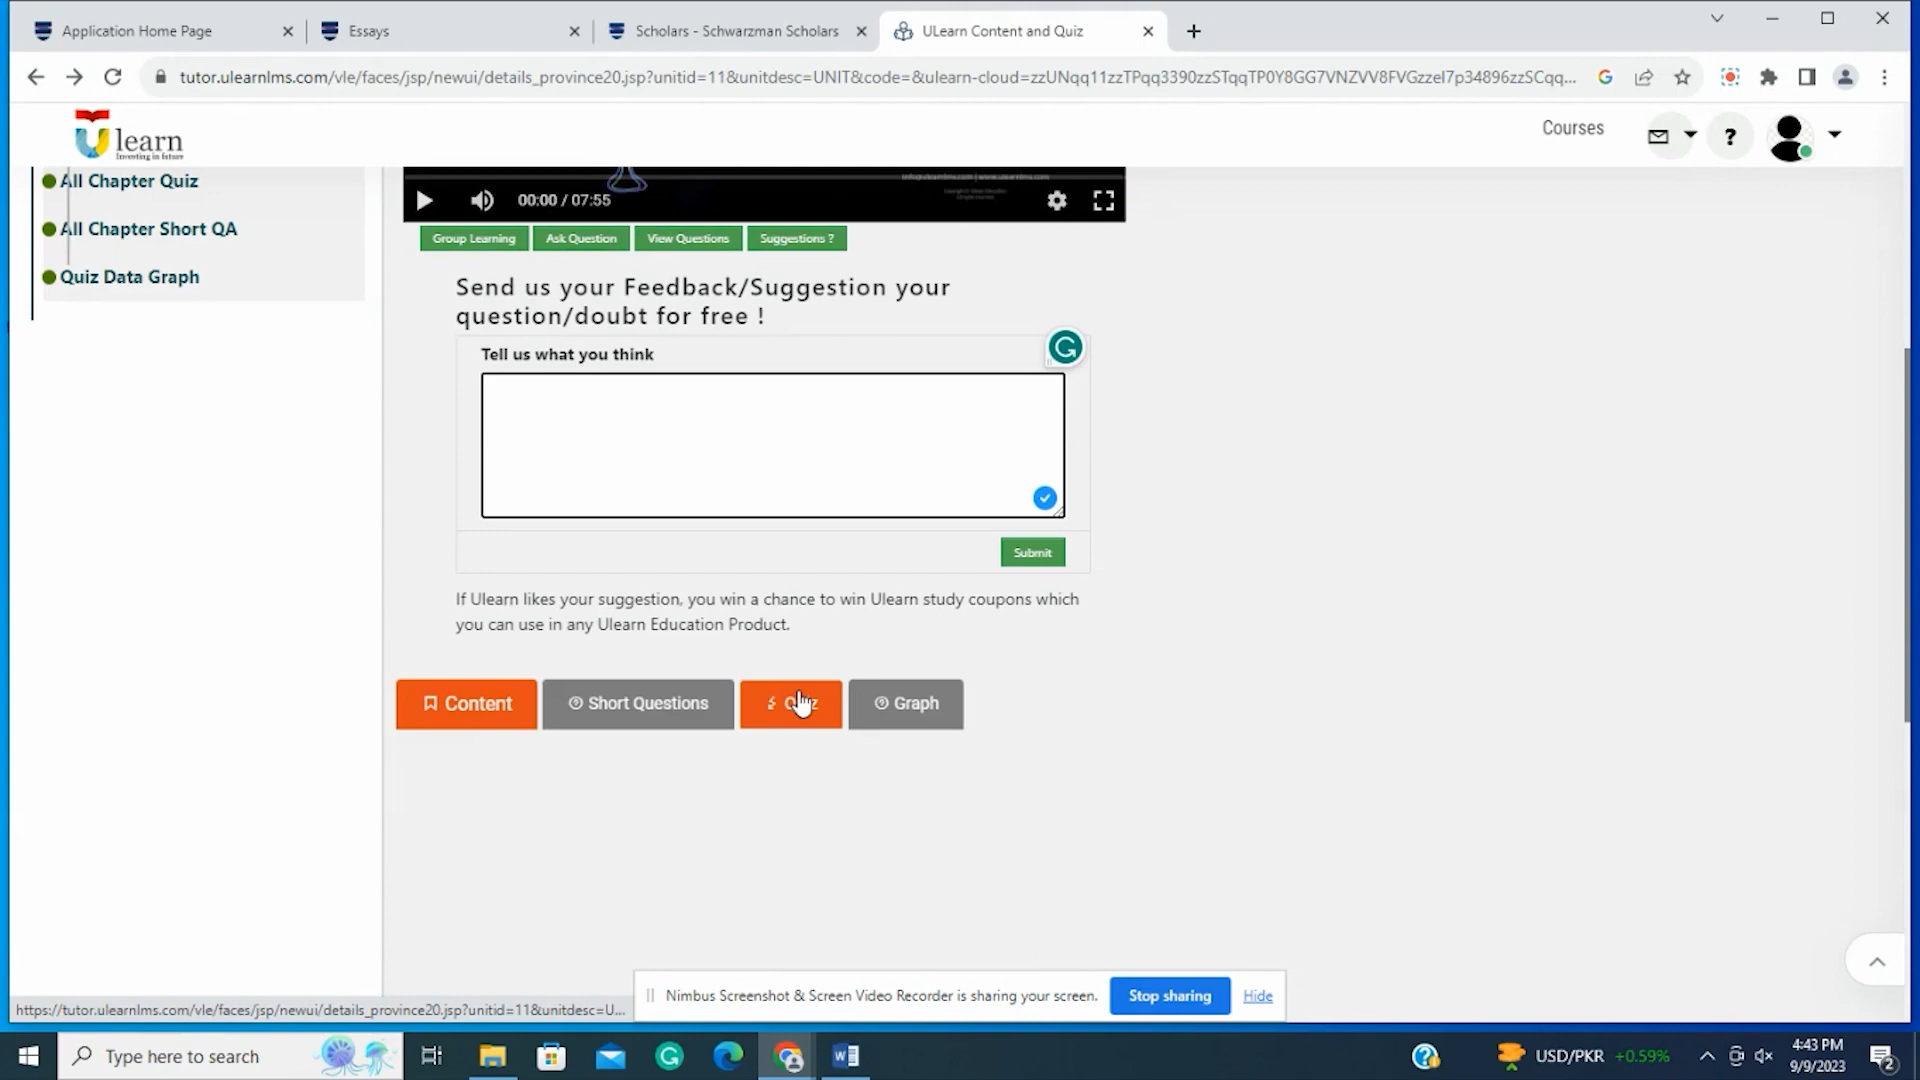 Application Home Page
Essays
Scholars - Schwarzman Scholars
ULearn Content and Quiz
tutor.ulearnlms.com/vle/faces/jsp/newui/details_province20.jsp?unitid=11&unitdesc=UNIT&code=&ulearn-cloud=zzUNqq11zzTPqq3390zzSTqqTP0Y8GG7VNZVV8FVGzzeI7p34896zzSCqq...
Ulearn
Investing in future
Courses
All Chapter Quiz
All Chapter Short QA
Quiz Data Graph
00:00 / 07:55
Group Learning
Ask Question
View Questions
Suggestions ?
Send us your Feedback/Suggestion your
question/doubt for free !
Tell us what you think
Submit
If Ulearn likes your suggestion, you win a chance to win Ulearn study coupons which
you can use in any Ulearn Education Product.
Content
Short Questions
Graph
Nimbus Screenshot & Screen Video Recorder is sharing your screen.
Stop sharing
Hide
https://tutor.ulearnlms.com/vle/faces/jsp/newui/details_province20.jsp?unitid=11&unitdesc=U...
Type here to search
USD/PKR +0.59%
4:43 PM
9/9/2023
2